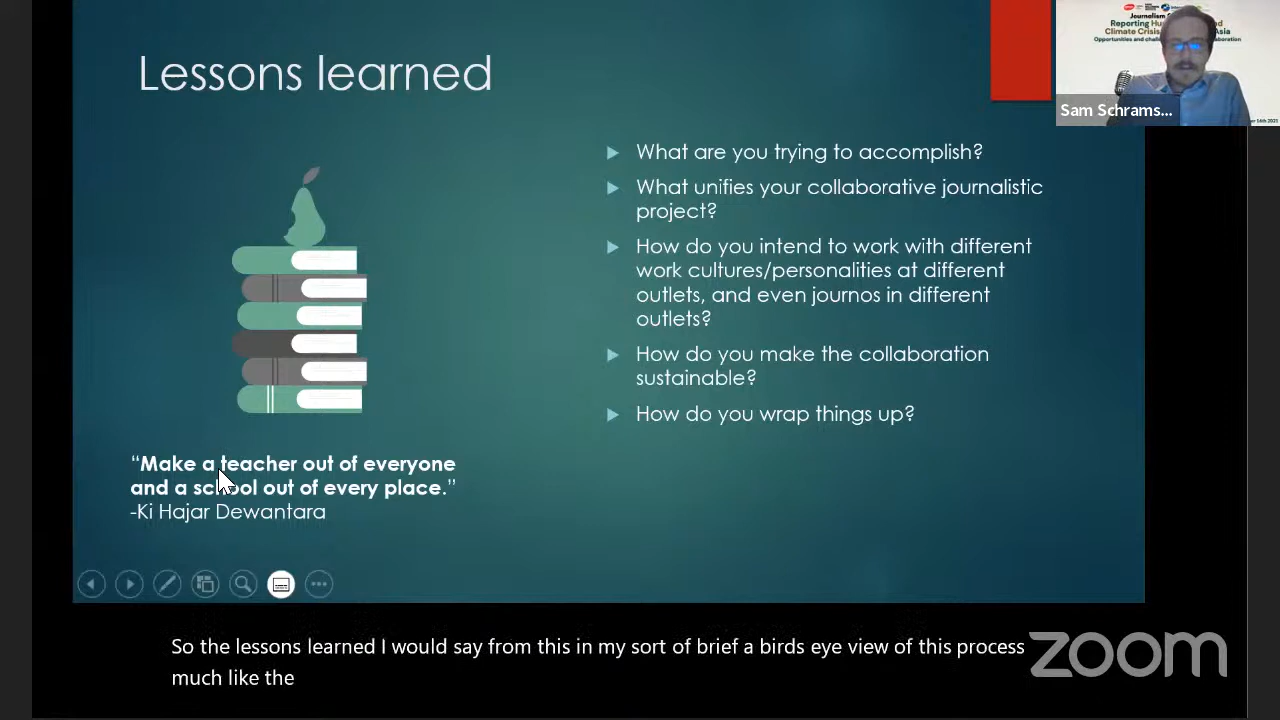 Lessons learned
What are you trying to accomplish?
What unifies your collaborative journalistic
project?
How do you intend to work with different
work cultures/personalities at different
outlets, and even journos in different
outlets?
How do you make the collaboration
sustainable?
How do you wrap things up?
“Make a teacher out of everyone
and a school out of every place.”
-Ki Hajar Dewantara
Reporting Hu
Climate Crisis
Sam Schrams...
So the lessons learned I would say from this in my sort of brief a birds eye view of this process
much like the
zoom